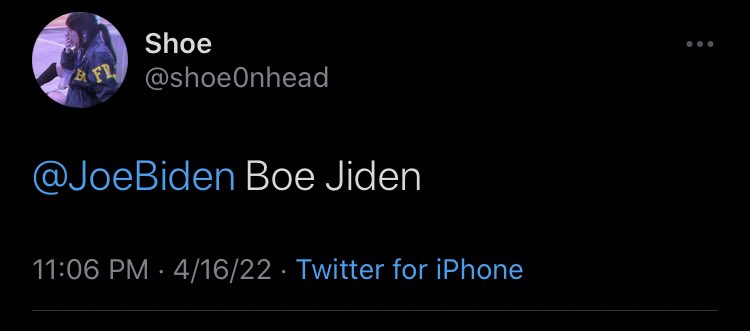 Shoe
@shoe0nhead
@JoeBiden Boe Jiden
11:06 PM · 4/16/22 · Twitter for iPhone